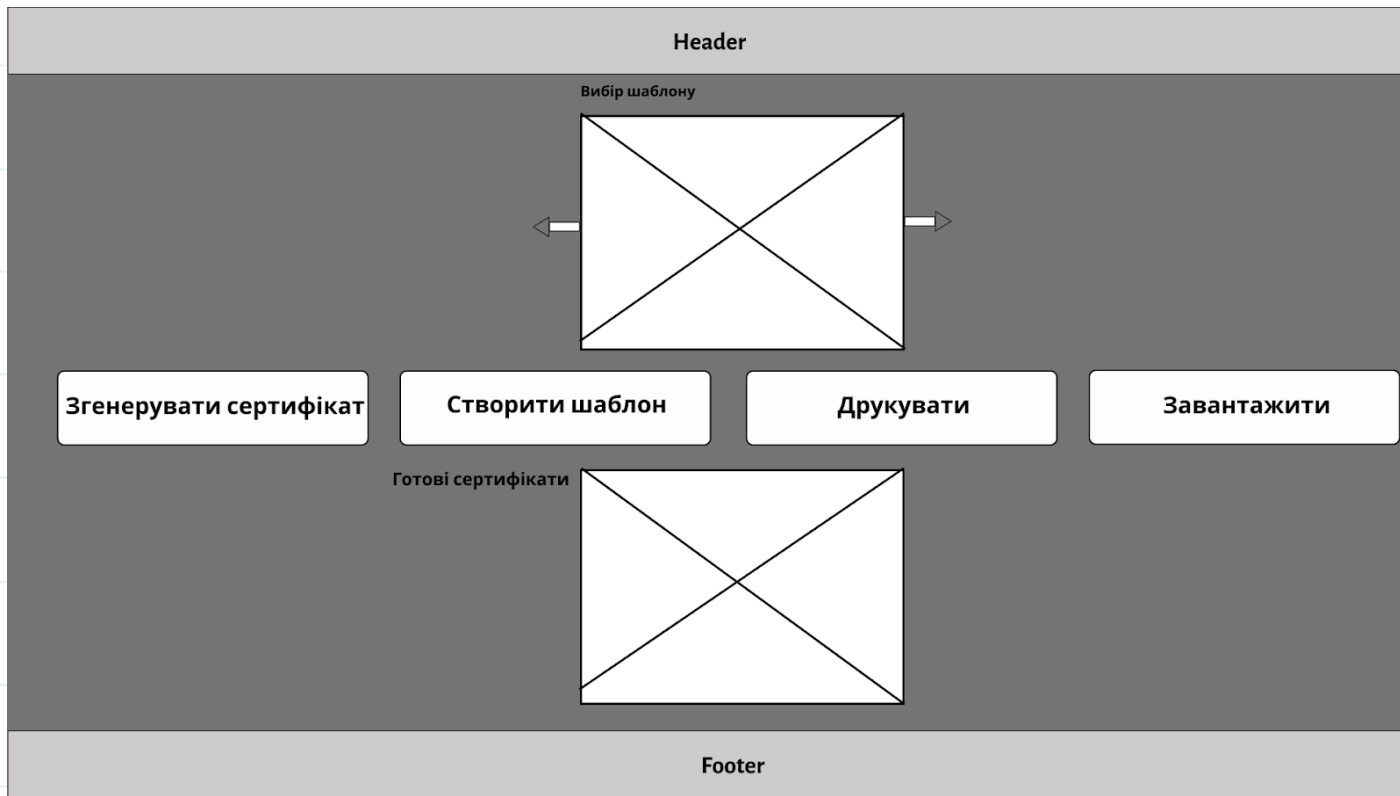 Header
Вибір шаблону
Згенерувати сертифікат
Створити шаблон
Друкувати
Завантажити
Готові сертифікати
Footer